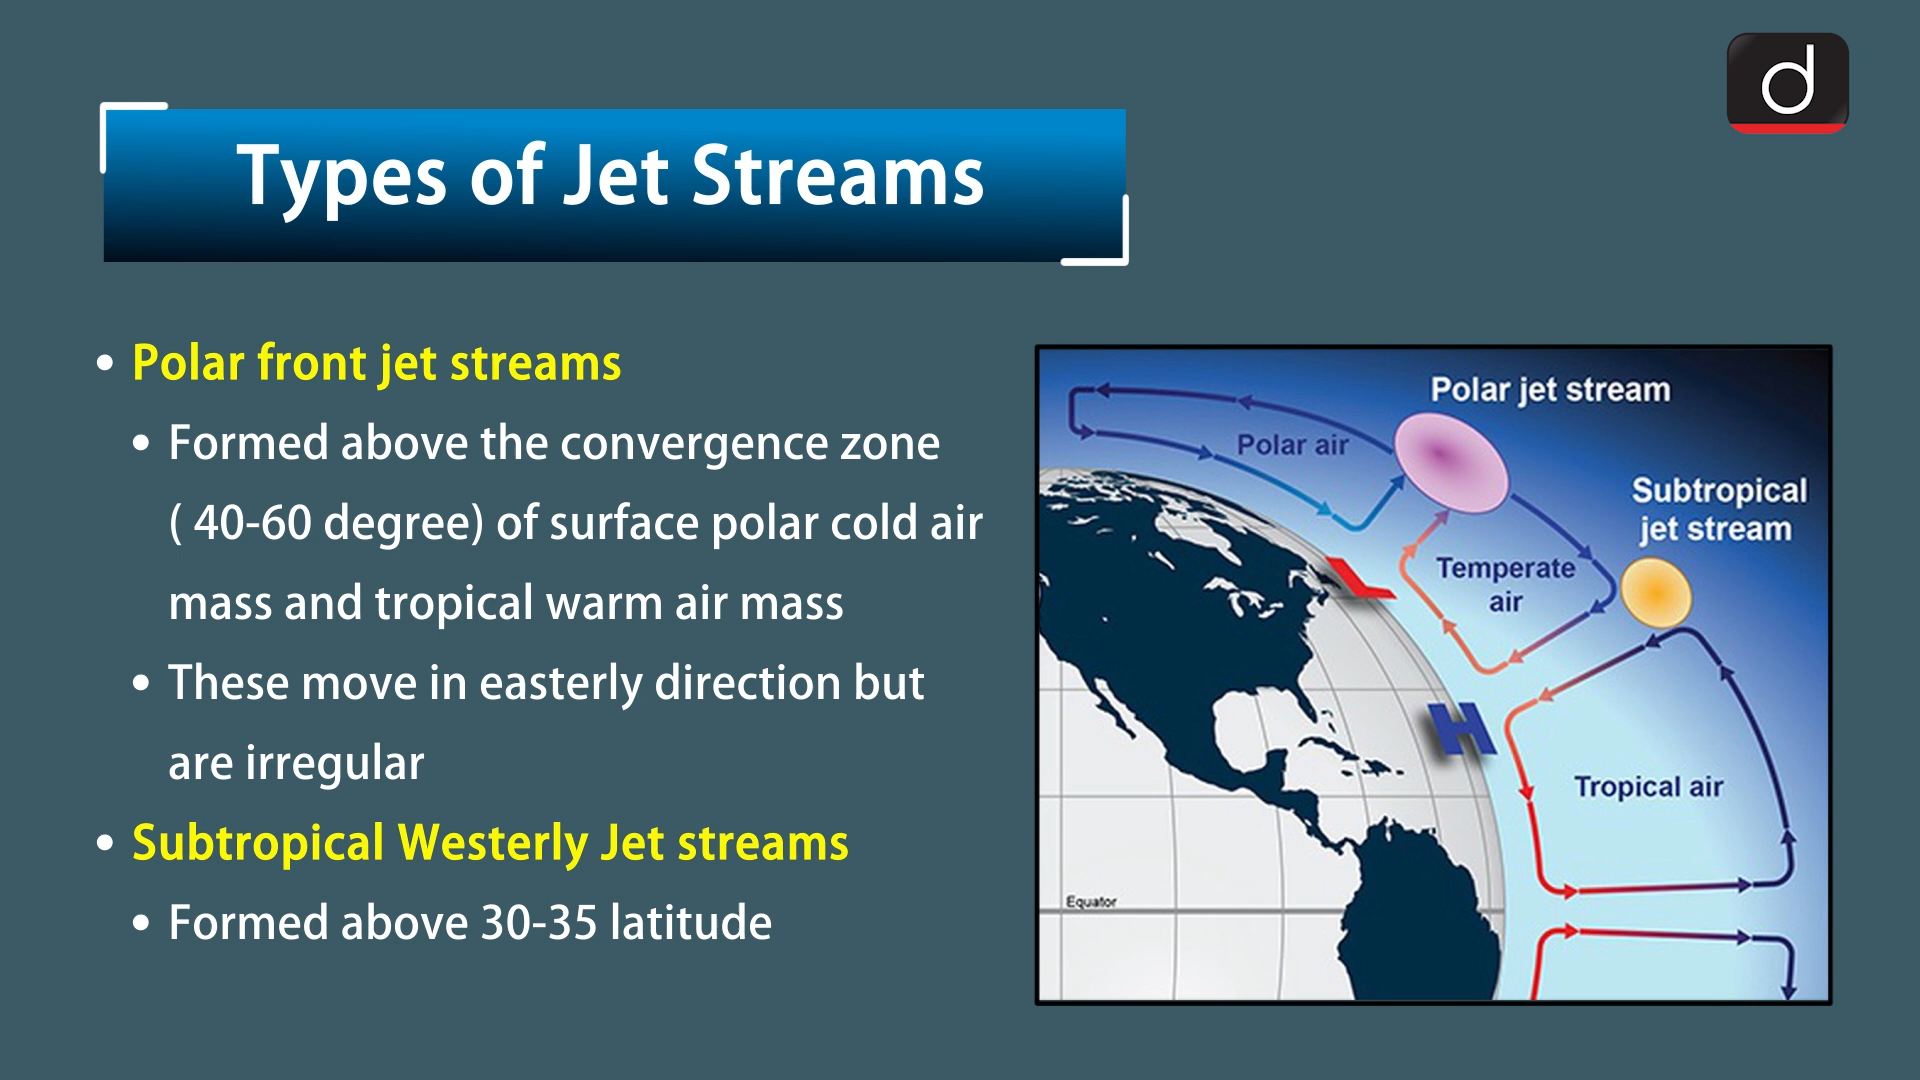 d
Types of Jet Streams
• Polar front jet streams
• Formed above the convergence zone
( 40-60 degree) of surface polar cold air
mass and tropical warm air mass
• These move in easterly direction but
are irregular
• Subtropical Westerly Jet streams
• Formed above 30-35 latitude
Polar jet stream
Polar air
Subtropical
jet stream
Temperate
air
L
H
Tropical air
Equator